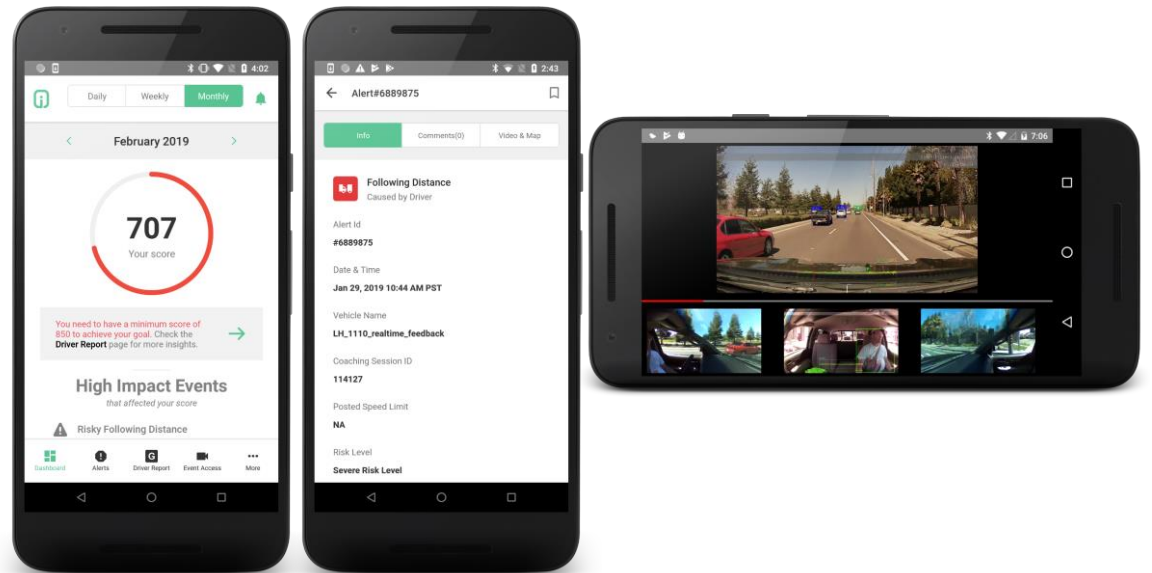 4:02
Daily
Weekly
Monthly
February 2019
707
Your score
You need to have a minimum score of
850 to achieve your goal. Check the
Driver Report page for more insights.
High Impact Events
that affected your score
Risky Following Distance
Dashboard
Alerts
G
Driver Report
Event Access
More
2:43
Alert#6889875
Info
Comments(0)
Video & Map
Following Distance
Caused by Driver
Alert Id
#6889875
Date & Time
Jan 29, 2019 10:44 AM PST
Vehicle Name
LH_1110_realtime_feedback
Coaching Session ID
114127
Posted Speed Limit
NA
Risk Level
Severe Risk Level
7:06